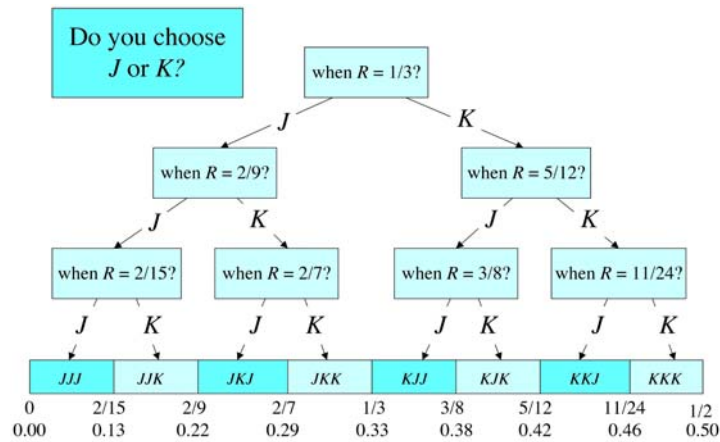 Do you choose
J or K?
when R = 1/3?
J K
when R = 2/9? when R = 5/12?
J K J K
when R = 2/15? when R = 2/7? when R = 3/8? when R = 11/24?
J K J K J K J K
JJJ JJK JKJ JKK KJJ KJK KKJ KKK
0 2/15 2/9 2/7 1/3 3/8 5/12 11/24 1/2
0.00 0.13 0.22 0.29 0.33 0.38 0.42 0.46 0.50